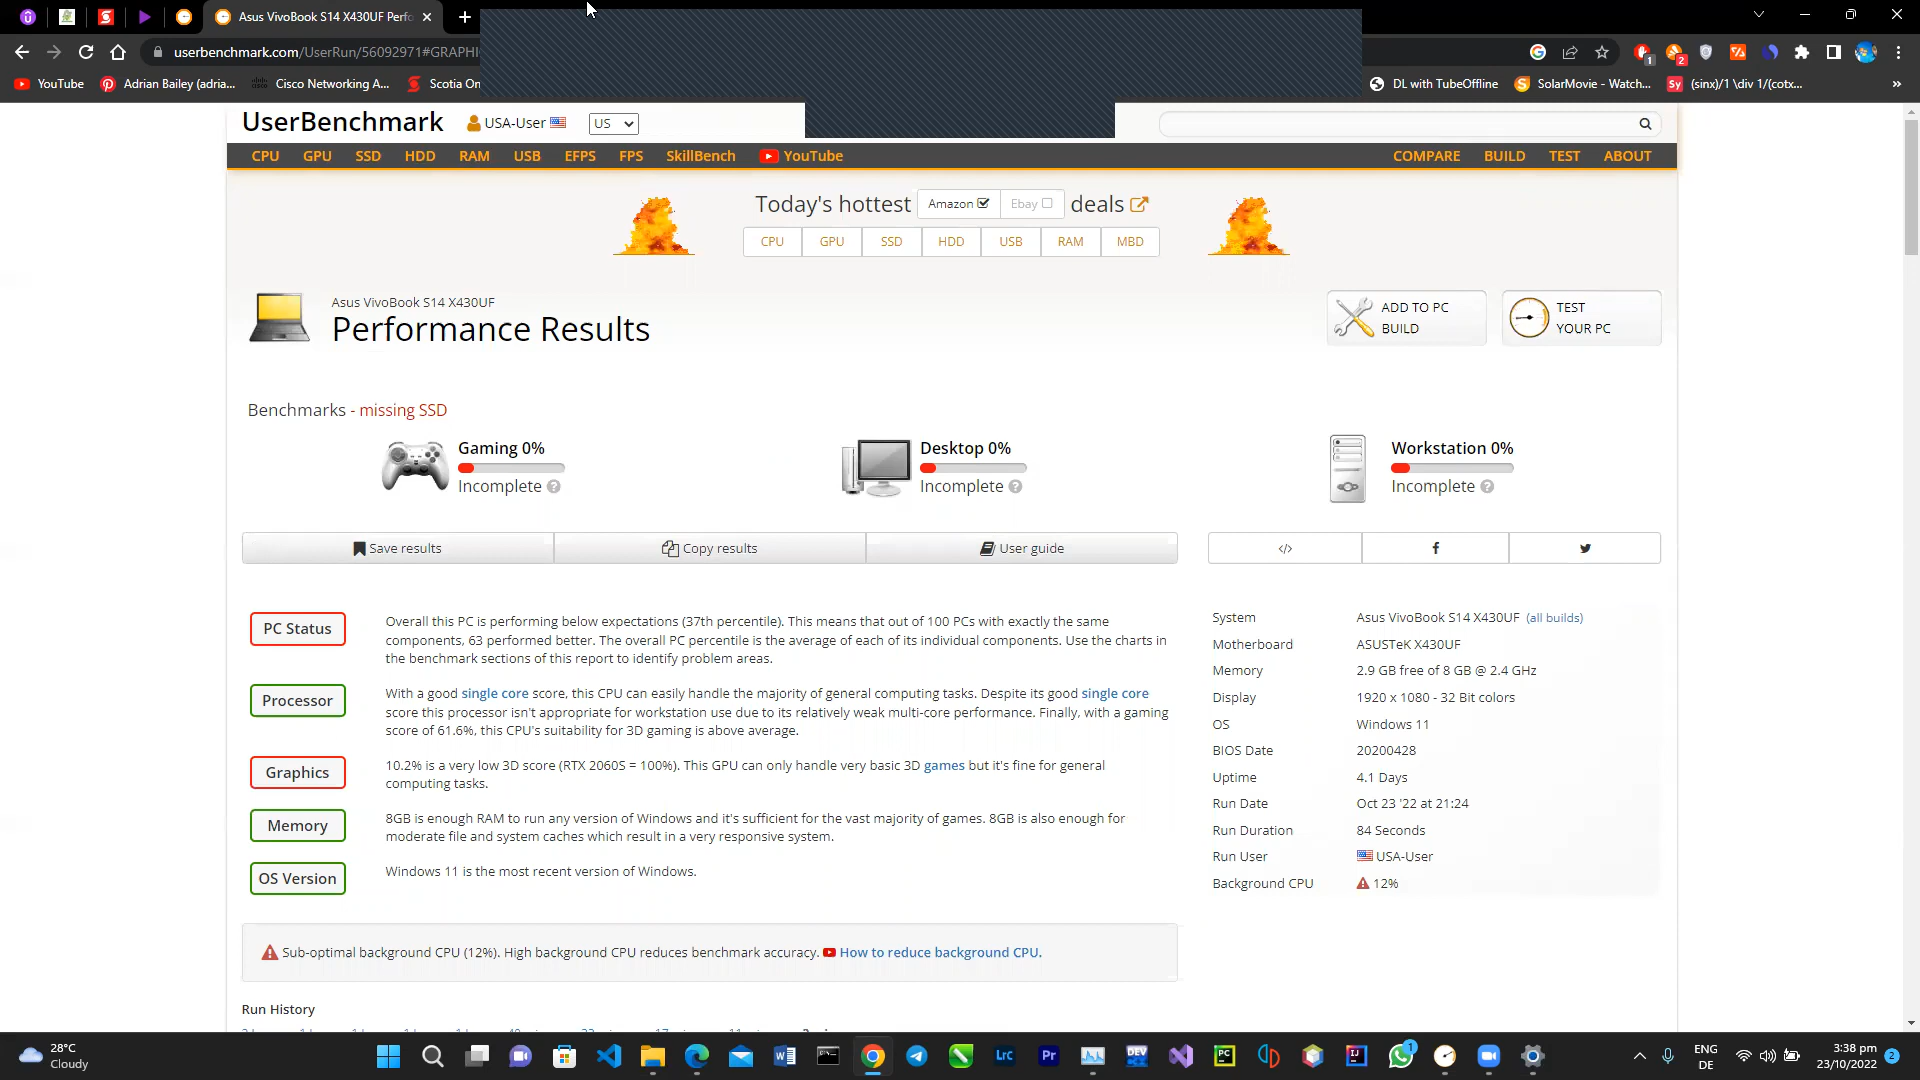 Asus VivoBook S14 X430UF Perfo
userbenchmark.com/UserRun/56092971#GRAPHI
YouTube
Adrian Bailey (adria...
Cisco Networking A...
Scotia On
DL with TubeOffline
SolarMovie - Watch...
(sinx)/1 \div 1/(cotx...
UserBenchmark
USA-User
US
CPU GPU SSD HDD RAM USB EFPS FPS SkillBench YouTube COMPARE BUILD TEST ABOUT
Today's hottest Amazon Ebay deals
CPU GPU SSD HDD USB RAM MBD
Asus VivoBook S14 X430UF
Performance Results
ADD TO PC
BUILD
TEST
YOUR PC
Benchmarks - missing SSD
Gaming 0%
Incomplete
Desktop 0%
Incomplete
Workstation 0%
Incomplete
Save results
Copy results
User guide
PC Status
Overall this PC is performing below expectations (37th percentile). This means that out of 100 PCs with exactly the same
components, 63 performed better. The overall PC percentile is the average of each of its individual components. Use the charts in
the benchmark sections of this report to identify problem areas.
Processor
With a good single core score, this CPU can easily handle the majority of general computing tasks. Despite its good single core
score this processor isn't appropriate for workstation use due to its relatively weak multi-core performance. Finally, with a gaming
score of 61.6%, this CPU's suitability for 3D gaming is above average.
Graphics
10.2% is a very low 3D score (RTX 2060S = 100%). This GPU can only handle very basic 3D games but it's fine for general
computing tasks.
Memory
8GB is enough RAM to run any version of Windows and it's sufficient for the vast majority of games. 8GB is also enough for
moderate file and system caches which result in a very responsive system.
OS Version
Windows 11 is the most recent version of Windows.
System Asus VivoBook S14 X430UF (all builds)
Motherboard ASUSTeK X430UF
Memory 2.9 GB free of 8 GB @ 2.4 GHz
Display 1920 x 1080 - 32 Bit colors
OS Windows 11
BIOS Date 20200428
Uptime 4.1 Days
Run Date Oct 23 '22 at 21:24
Run Duration 84 Seconds
Run User USA-User
Background CPU 12%
Sub-optimal background CPU (12%). High background CPU reduces benchmark accuracy. How to reduce background CPU.
Run History
28°C
Cloudy
ENG
DE
3:38 pm
23/10/2022